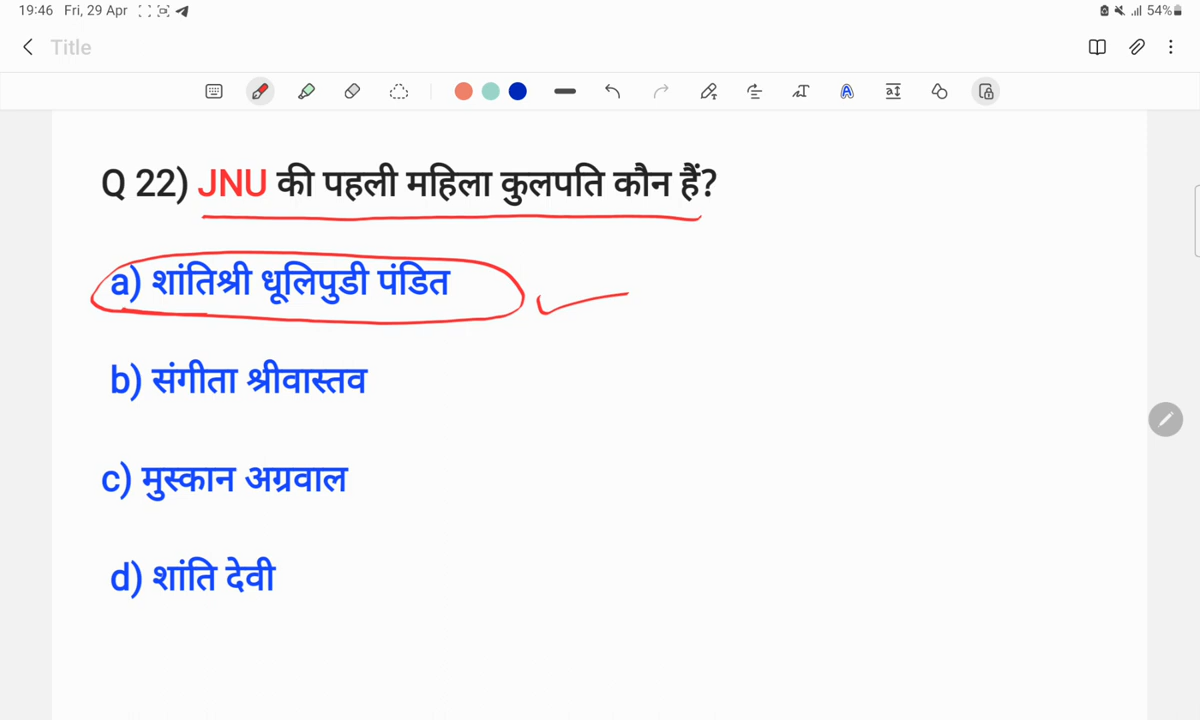 19:46 Fri, 29 Apr 54%
Title
Q 22) JNU की पहली महिला कुलपति कौन हैं?
a) शांतिश्री धूलिपुडी पंडित
b) संगीता श्रीवास्तव
c) मुस्कान अग्रवाल
d) शांति देवी